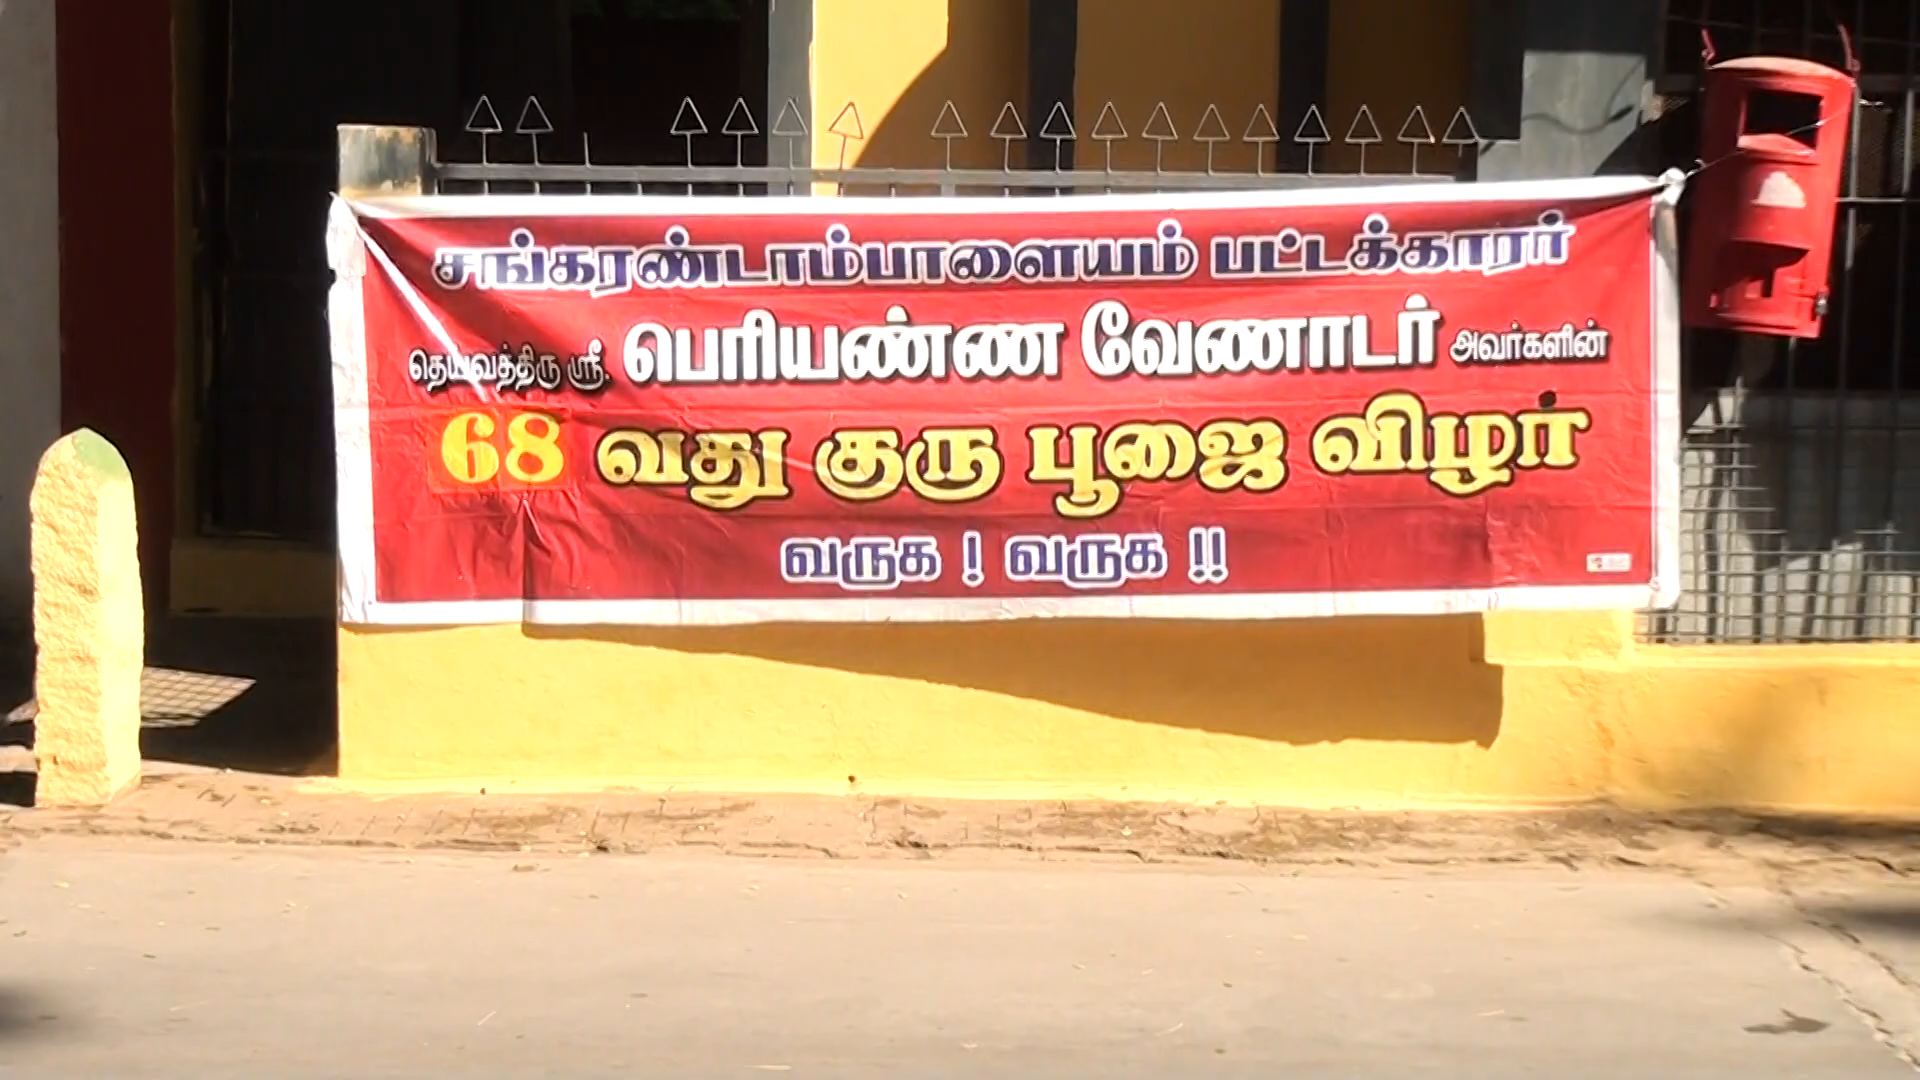 சங்கரண்டாம்பாளையம் பட்டக்காரர்
தெய்வத்திரு ஸ்ரீ. பெரியண்ண வேணாடர் அவர்களின்
68 வது குரு பூஜை விழா
வருக ! வருக !!